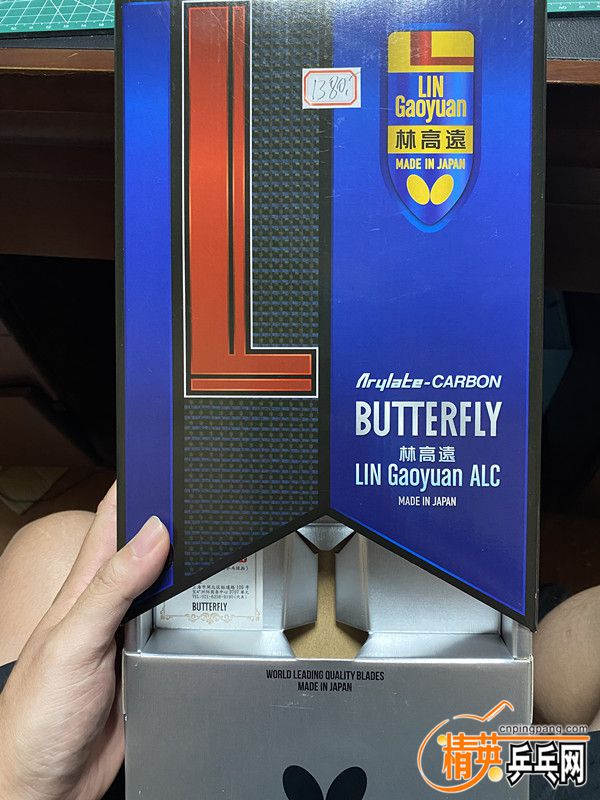 L
1380.-
LIN
Gaoyuan
林高遠
MADE IN JAPAN
Arylate-CARBON
BUTTERFLY
林高遠
LIN Gaoyuan ALC
MADE IN JAPAN
BUTTERFLY
WORLD LEADING QUALITY BLADES
MADE IN JAPAN
cnpingpang.com
精英乒乓网